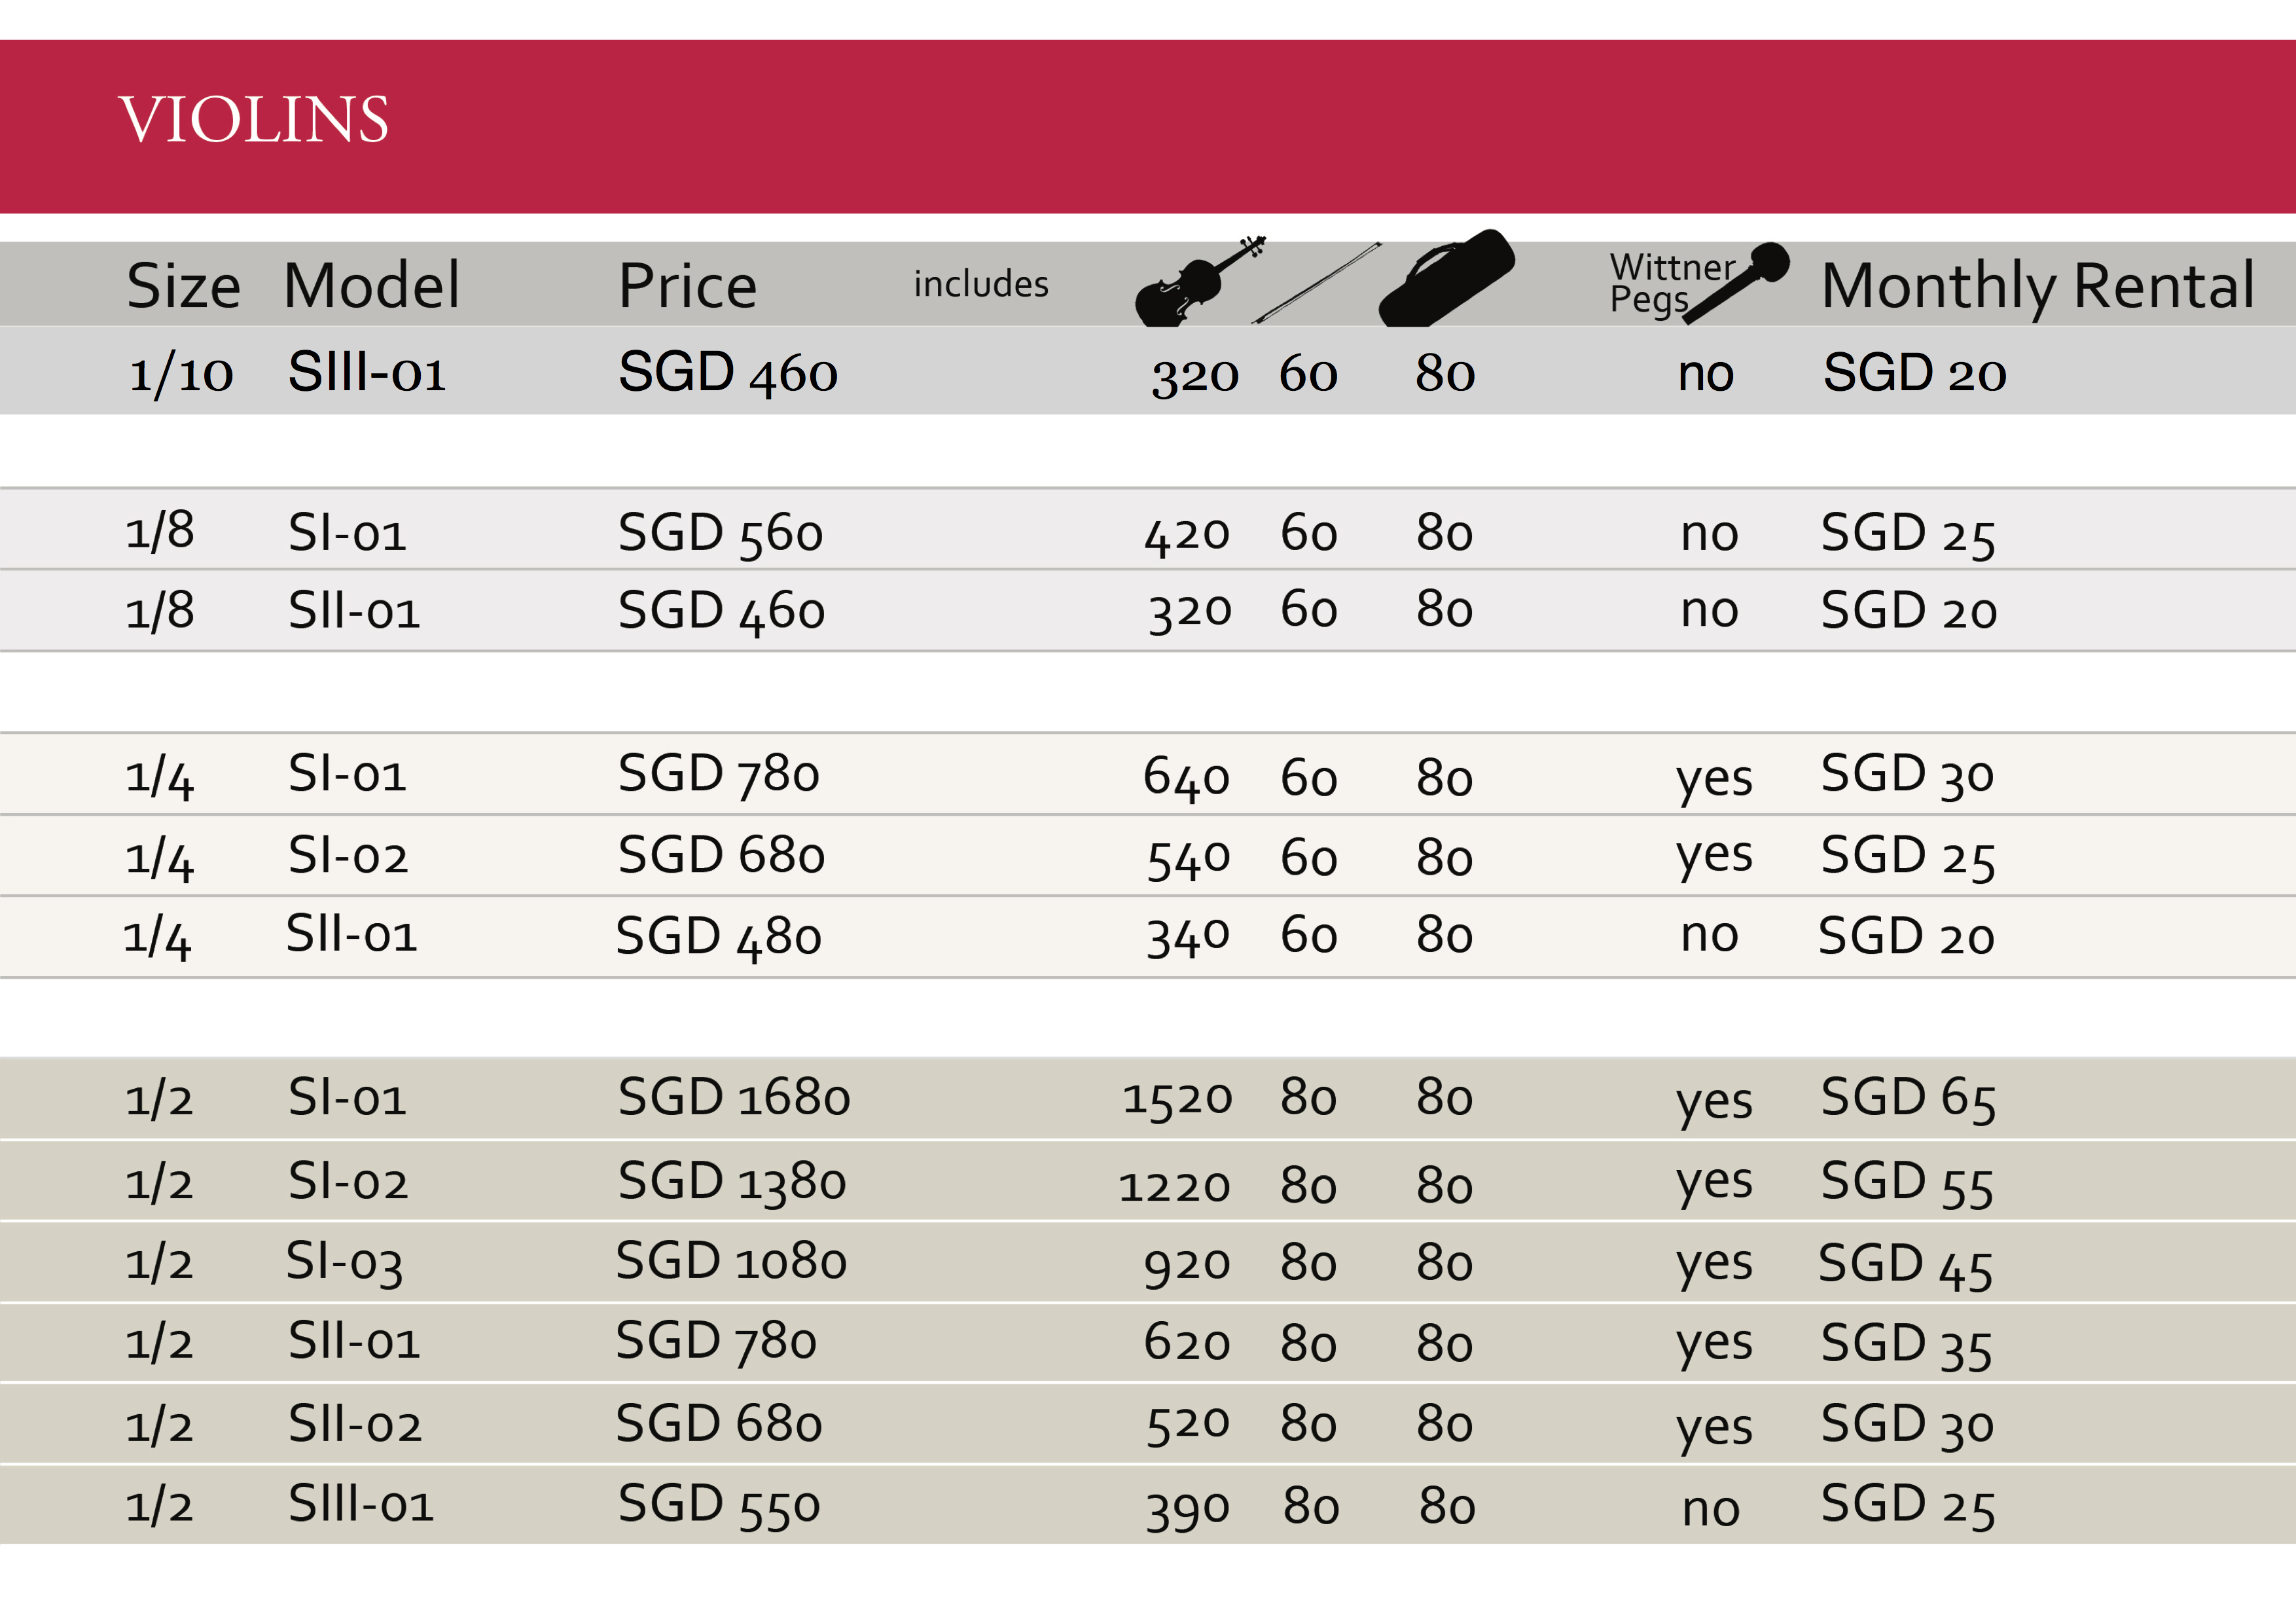 VIOLINS
Size Model Price includes Wittner Pegs Monthly Rental
1/10 SIII-01 SGD 460 320 60 80 no SGD 20
1/8 SI-01 SGD 560 420 60 80 no SGD 25
1/8 SII-01 SGD 460 320 60 80 no SGD 20
1/4 SI-01 SGD 780 640 60 80 yes SGD 30
1/4 SI-02 SGD 680 540 60 80 yes SGD 25
1/4 SII-01 SGD 480 340 60 80 no SGD 20
1/2 SI-01 SGD 1680 1520 80 80 yes SGD 65
1/2 SI-02 SGD 1380 1220 80 80 yes SGD 55
1/2 SI-03 SGD 1080 920 80 80 yes SGD 45
1/2 SII-01 SGD 780 620 80 80 yes SGD 35
1/2 SII-02 SGD 680 520 80 80 yes SGD 30
1/2 SIII-01 SGD 550 390 80 80 no SGD 25